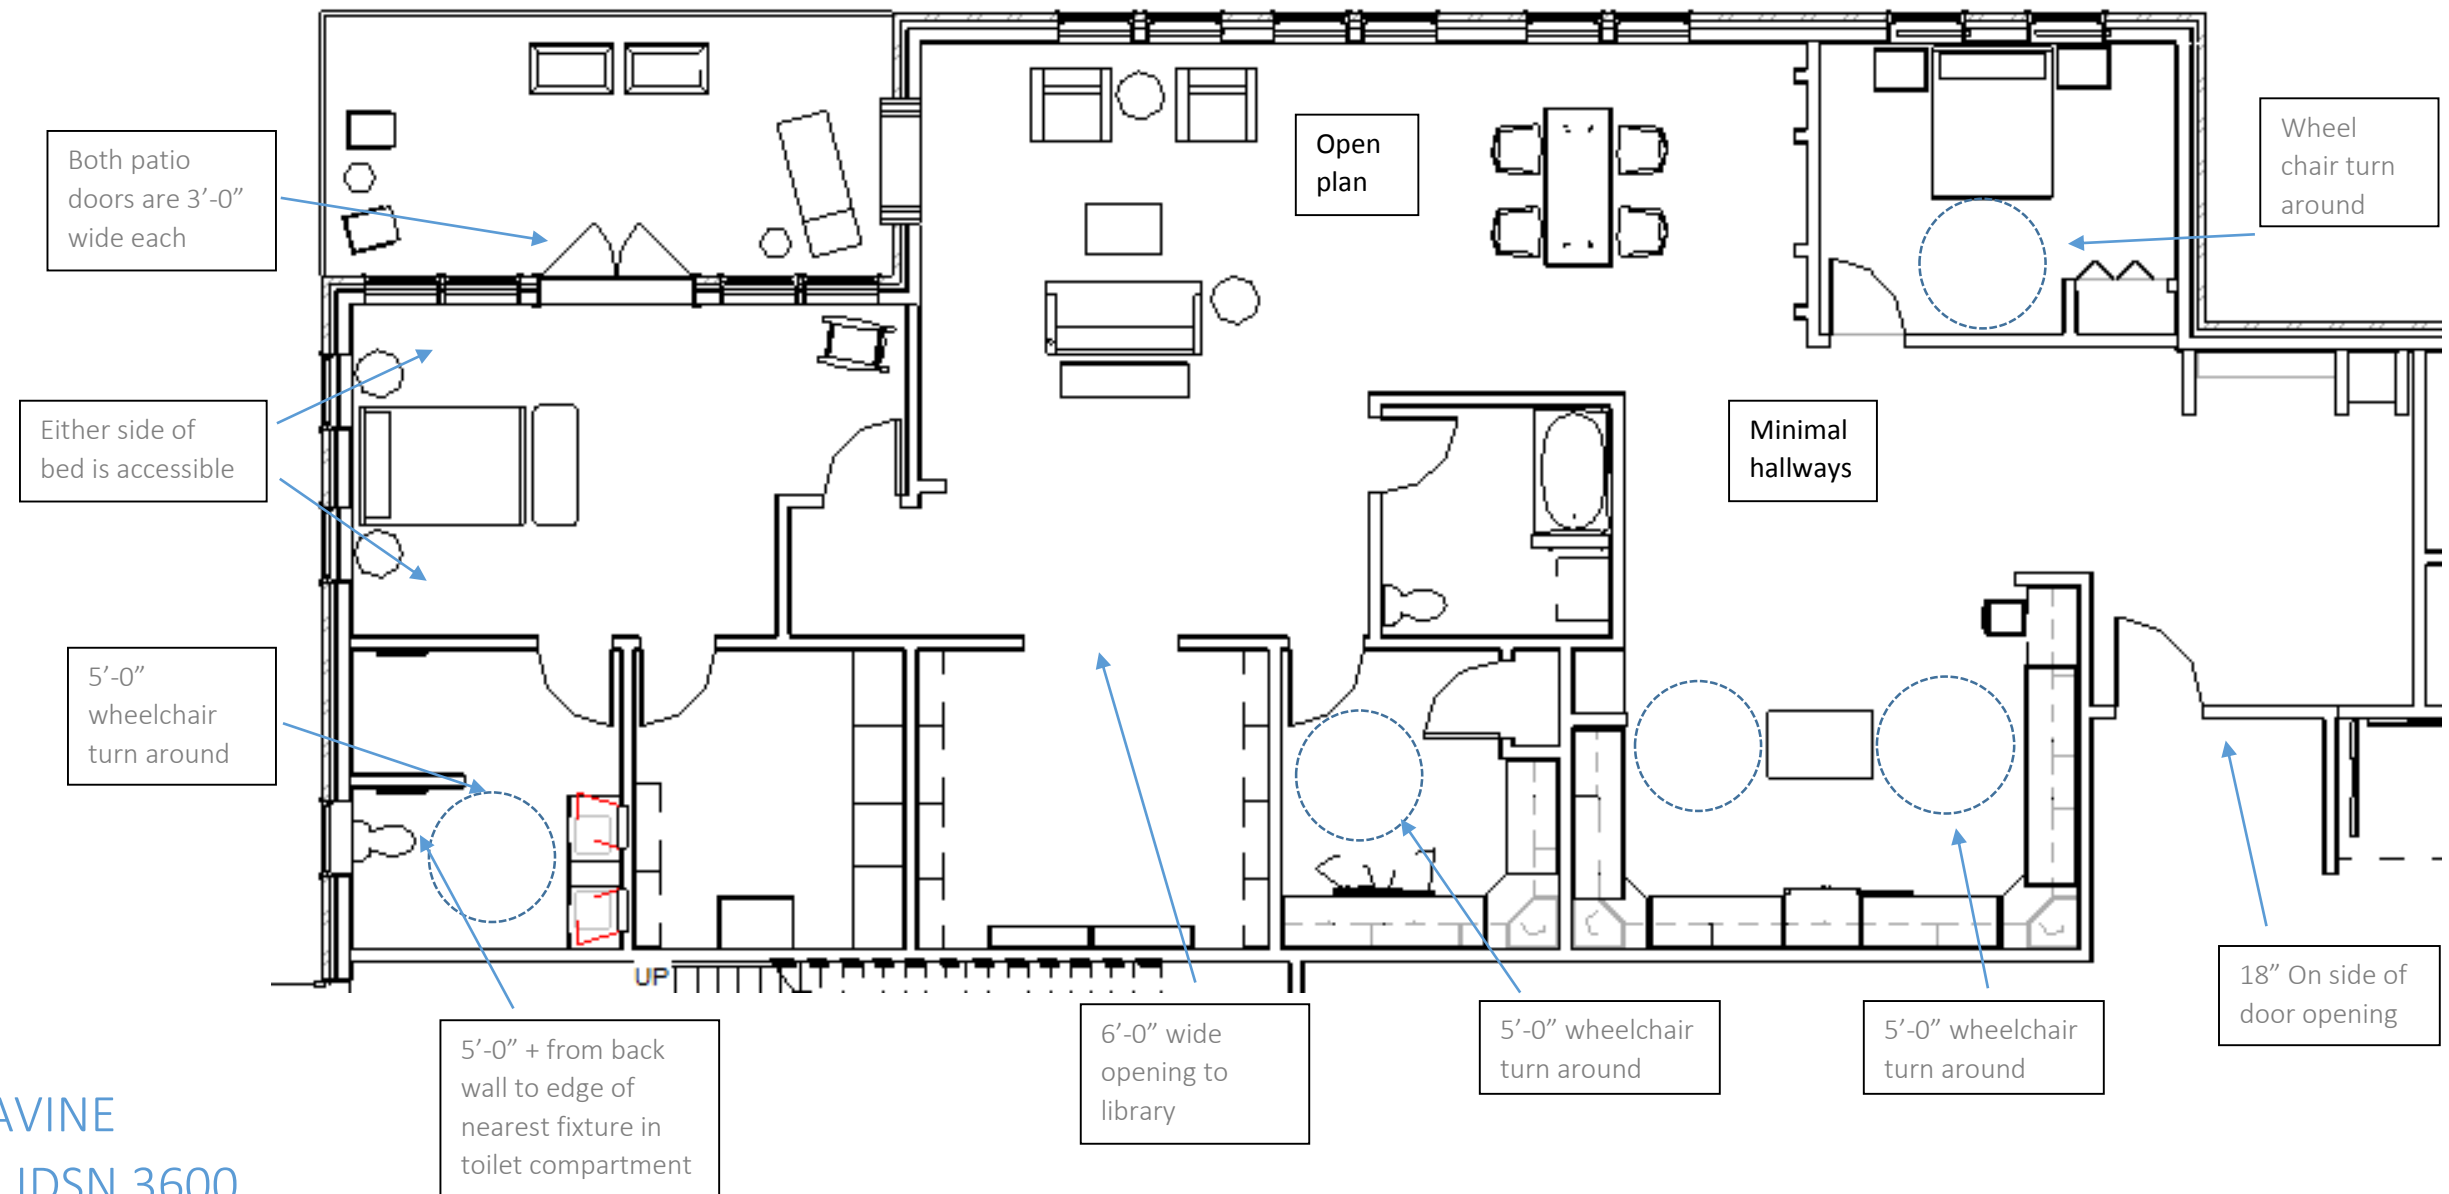 Both patio
doors are 3’-0”
wide each
Open
plan
Wheel
chair turn
around
Either side of
bed is accessible
Minimal
hallways
5’-0”
wheelchair
turn around
UP
18” On side of
door opening
5’-0” + from back
wall to edge of
nearest fixture in
toilet compartment
6’-0” wide
opening to
library
5’-0” wheelchair
turn around
5’-0” wheelchair
turn around
AVINE
IDSN 3600